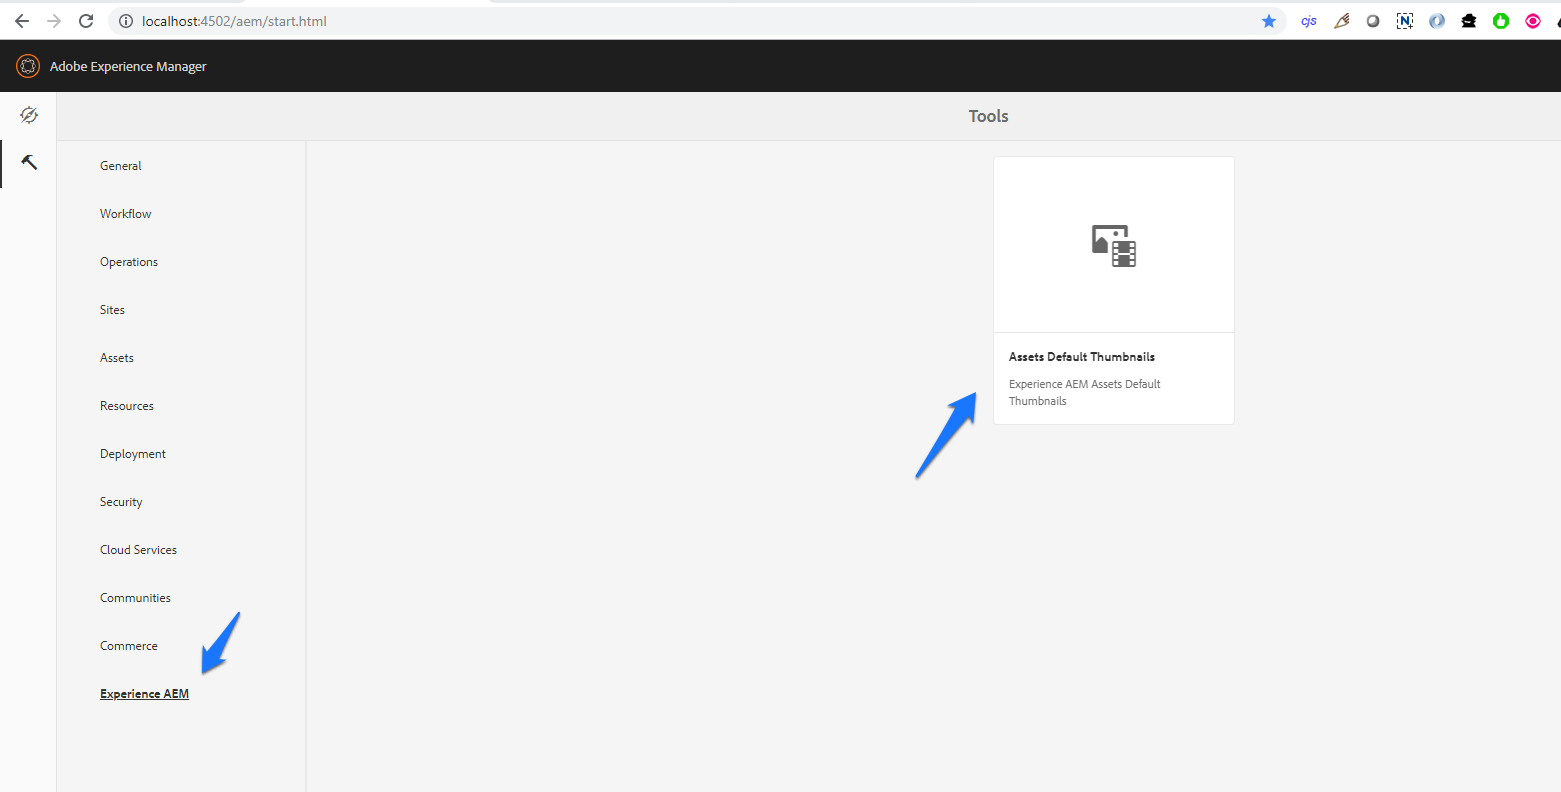 localhost:4502/aem/start.html
cjs
N
Adobe Experience Manager
Tools
General
Workflow
Operations
Sites
Assets
Resources
Deployment
Security
Cloud Services
Communities
Commerce
Experience AEM
Assets Default Thumbnails
Experience AEM Assets Default
Thumbnails